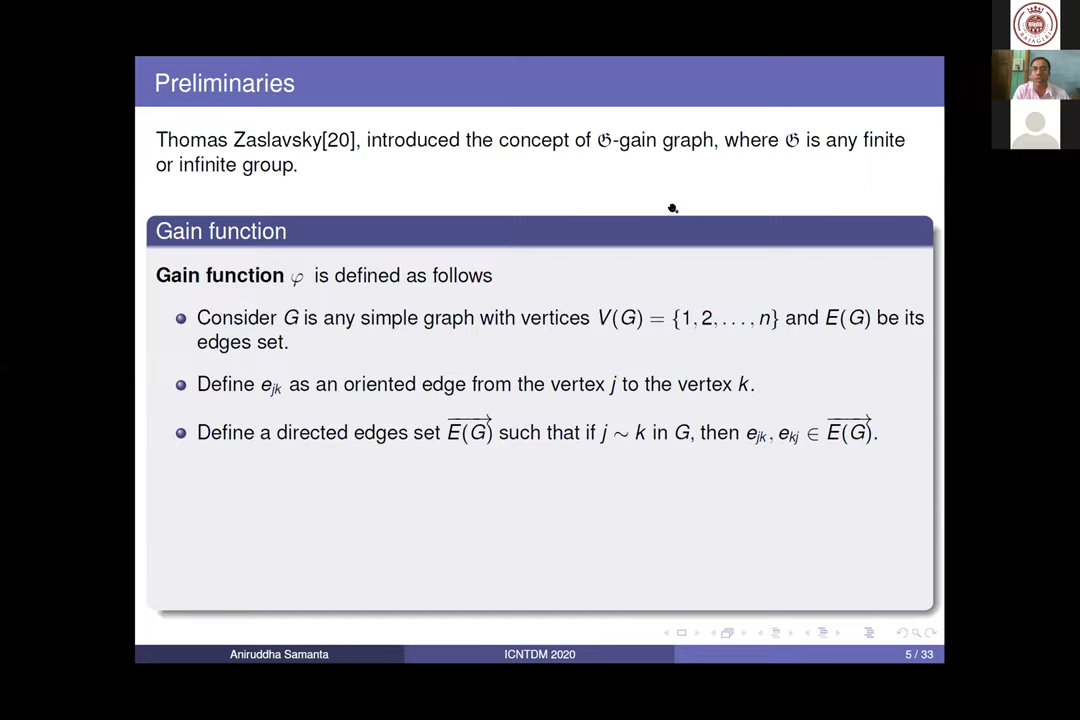 Preliminaries
Thomas Zaslavsky[20], introduced the concept of 𝔊-gain graph, where 𝔊 is any finite
or infinite group.
Gain function
Gain function φ is defined as follows
Consider G is any simple graph with vertices V(G) = {1, 2, . . . , n} and E(G) be its
edges set.
Define e_jk as an oriented edge from the vertex j to the vertex k.
Define a directed edges set \overrightarrow{E(G)} such that if j ∼ k in G, then e_jk, e_kj ∈ \overrightarrow{E(G)}.
Aniruddha Samanta
ICNTDM 2020
5 / 33